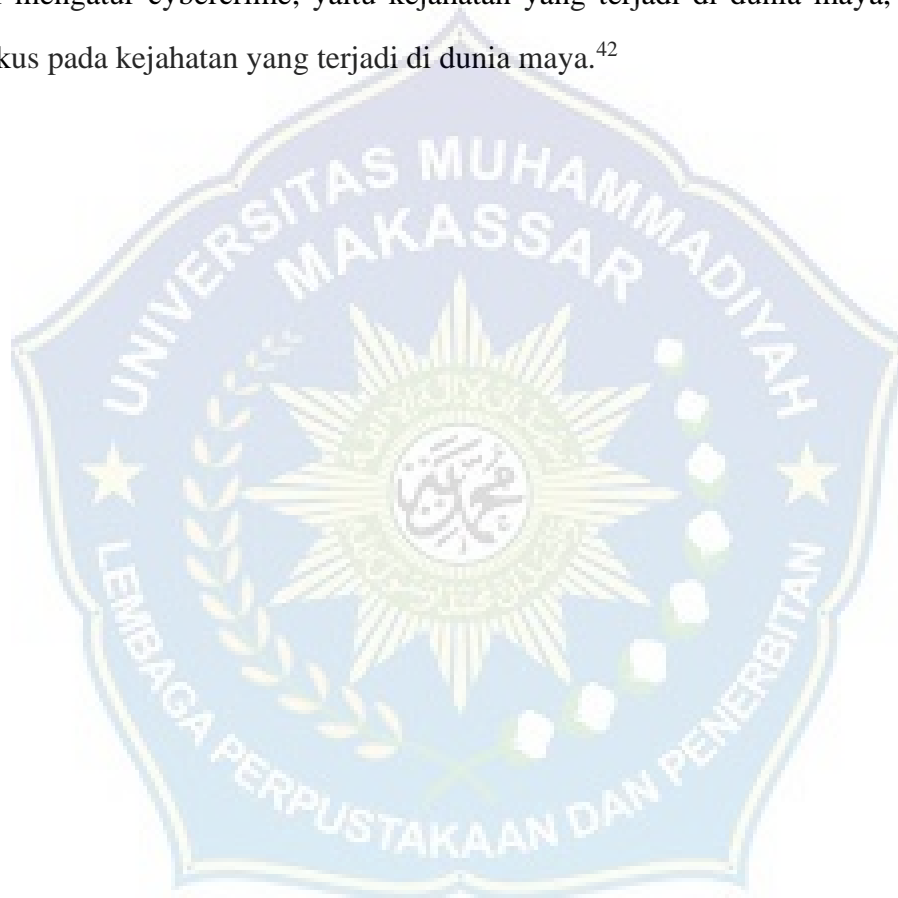 mengatur cybercrime, yaitu kejahatan yang terjadi di dunia maya,
kus pada kejahatan yang terjadi di dunia maya.42
UNIVERSITAS MUHAMMADIYAH
MAKASSAR
LEMBAGA PERPUSTAKAAN DAN PENERBITAN